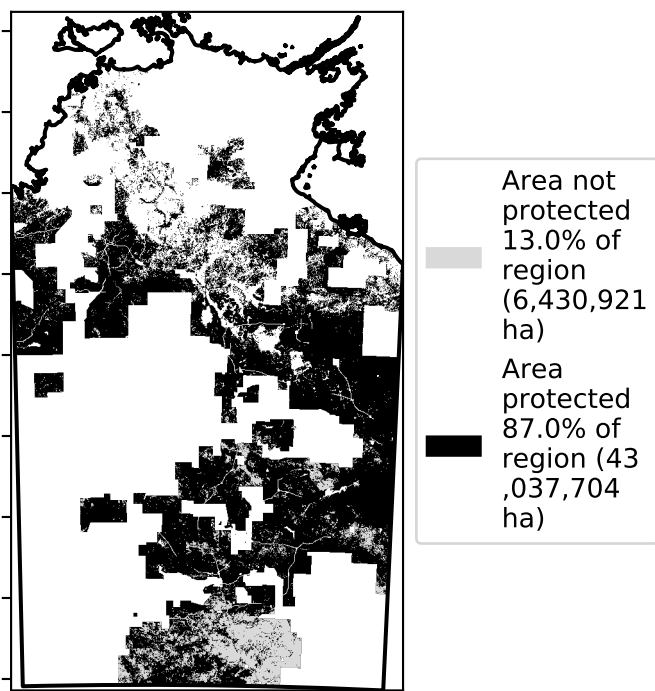 Area not
protected
13.0% of
region
(6,430,921
ha)
Area
protected
87.0% of
region (43
,037,704
ha)